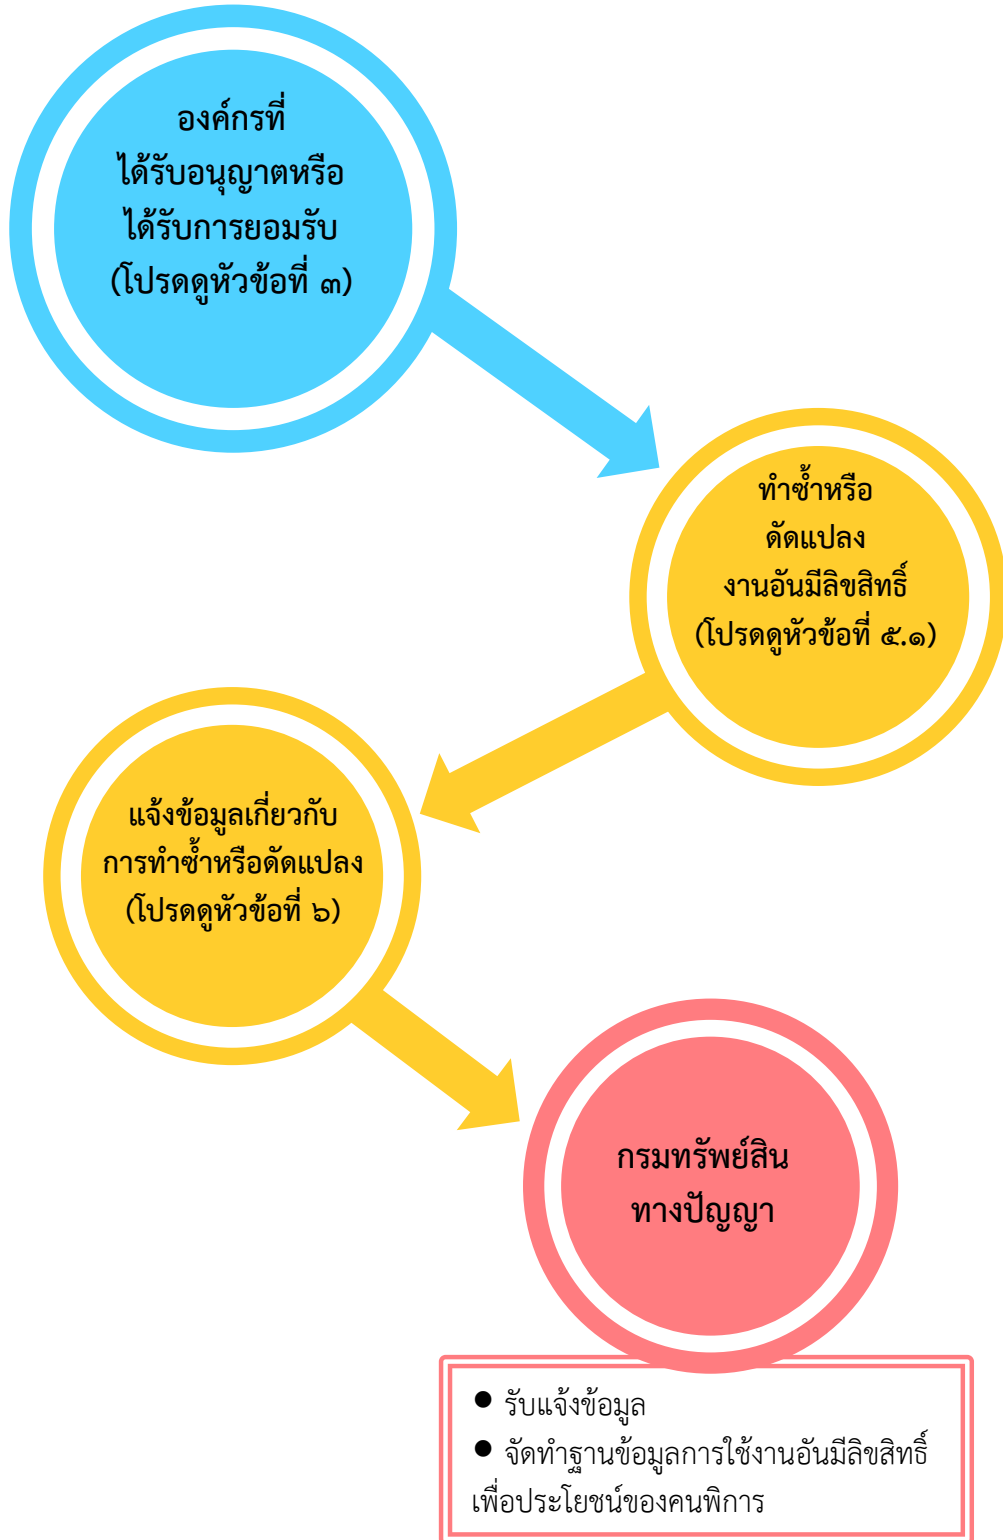 องค์กรที่
ได้รับอนุญาตหรือ
ได้รับการยอมรับ
(โปรดดูหัวข้อที่ ๓)
ทำซ้ำหรือ
ดัดแปลง
งานอันมีลิขสิทธิ์
(โปรดดูหัวข้อที่ ๕.๑)
แจ้งข้อมูลเกี่ยวกับ
การทำซ้ำหรือดัดแปลง
(โปรดดูหัวข้อที่ ๖)
กรมทรัพย์สิน
ทางปัญญา
● รับแจ้งข้อมูล
● จัดทำฐานข้อมูลการใช้งานอันมีลิขสิทธิ์
เพื่อประโยชน์ของคนพิการ